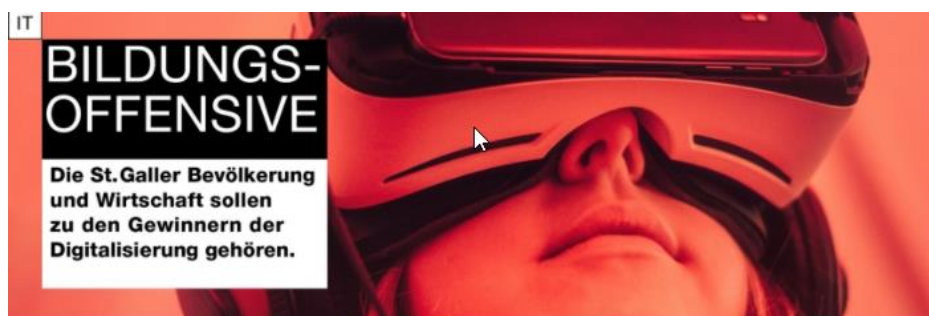 IT
BILDUNGS-
OFFENSIVE
Die St.Galler Bevölkerung
und Wirtschaft sollen
zu den Gewinnern der
Digitalisierung gehören.